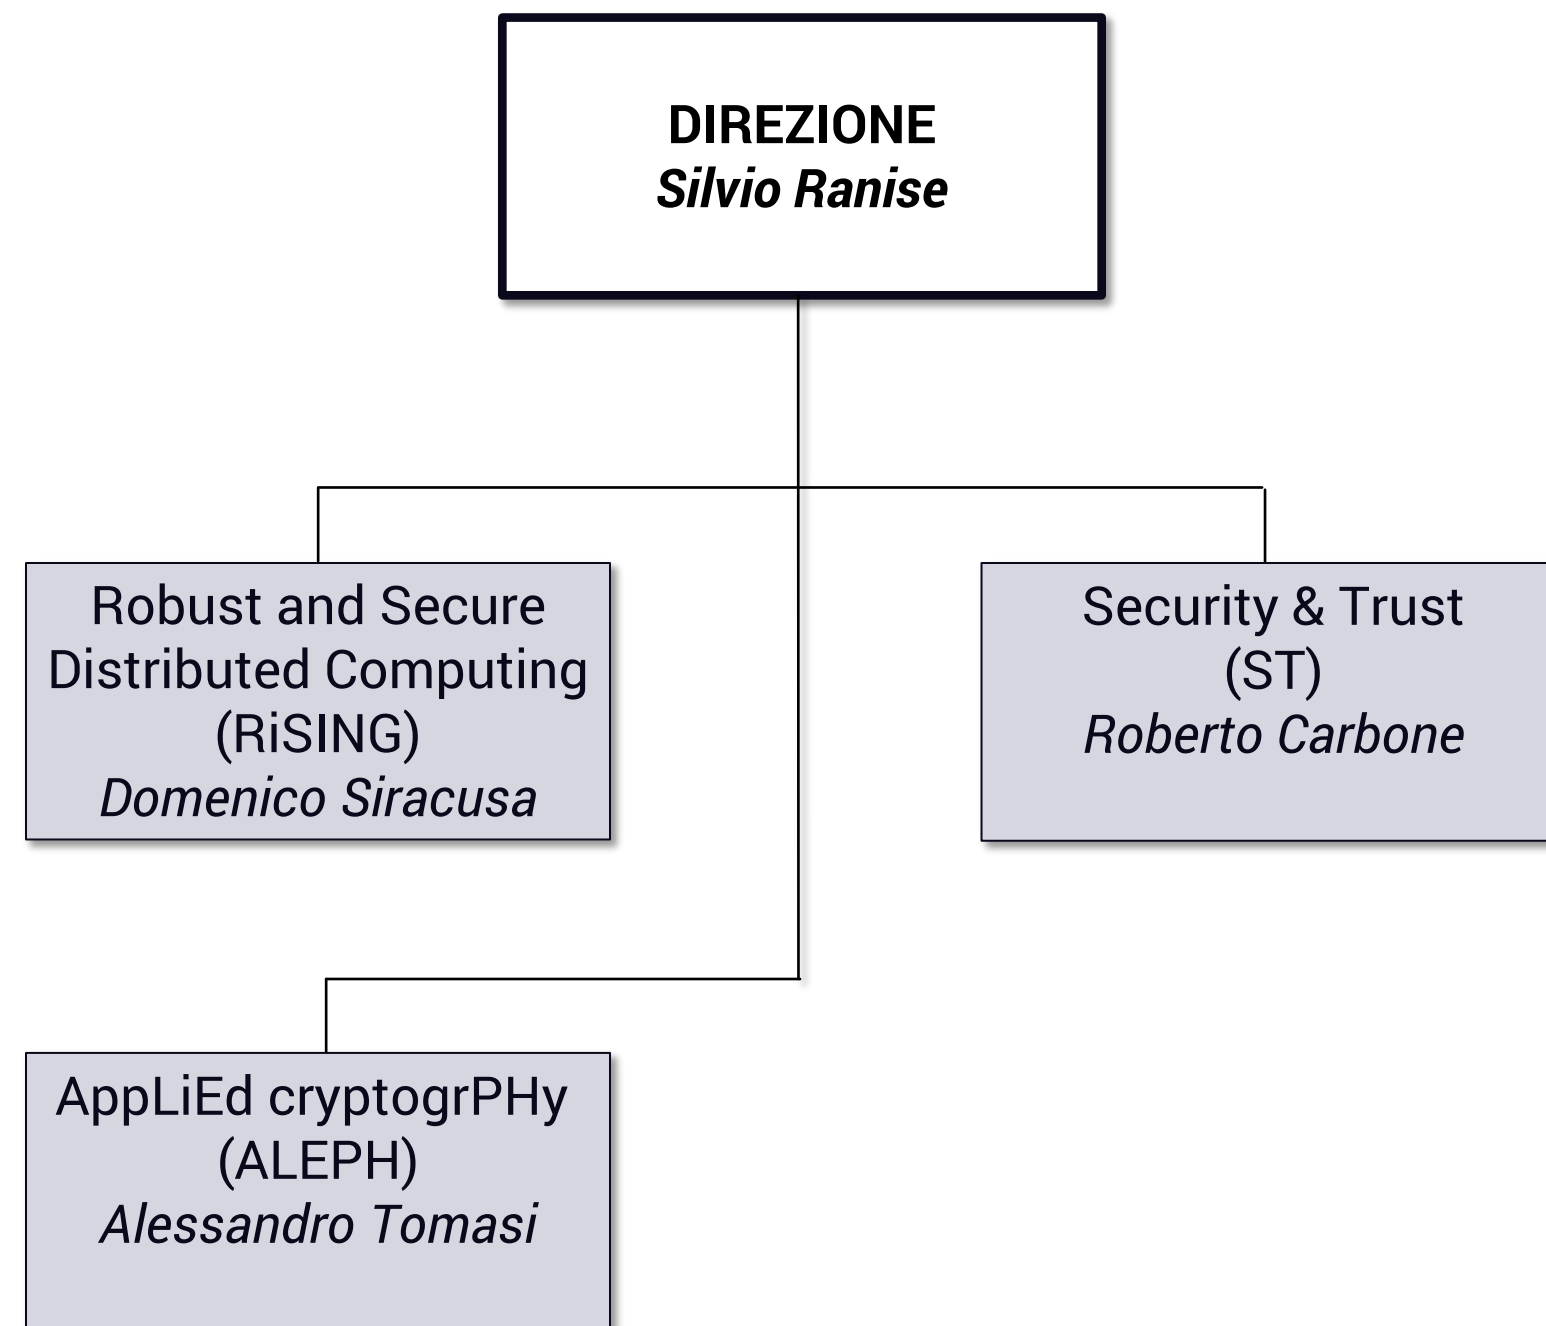 DIREZIONE
Silvio Ranise
Robust and Secure
Distributed Computing
(RiSING)
Domenico Siracusa
Security & Trust
(ST)
Roberto Carbone
AppLiEd cryptogrPHy
(ALEPH)
Alessandro Tomasi